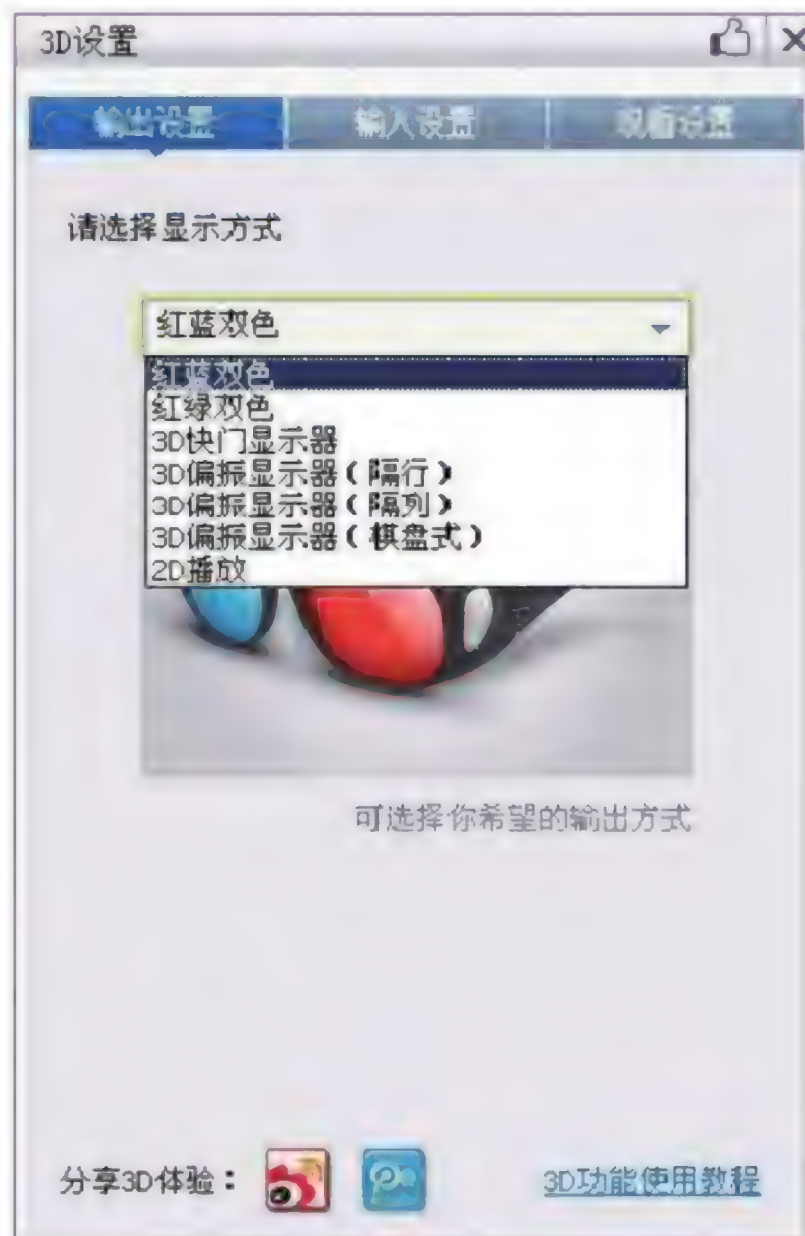 3D设置
输出设置 输入设置 观看设置
请选择显示方式
红蓝双色
红蓝双色
红绿双色
3D快门显示器
3D偏振显示器（隔行）
3D偏振显示器（隔列）
3D偏振显示器（棋盘式）
2D播放
可选择你希望的输出方式
分享3D体验：
3D功能使用教程